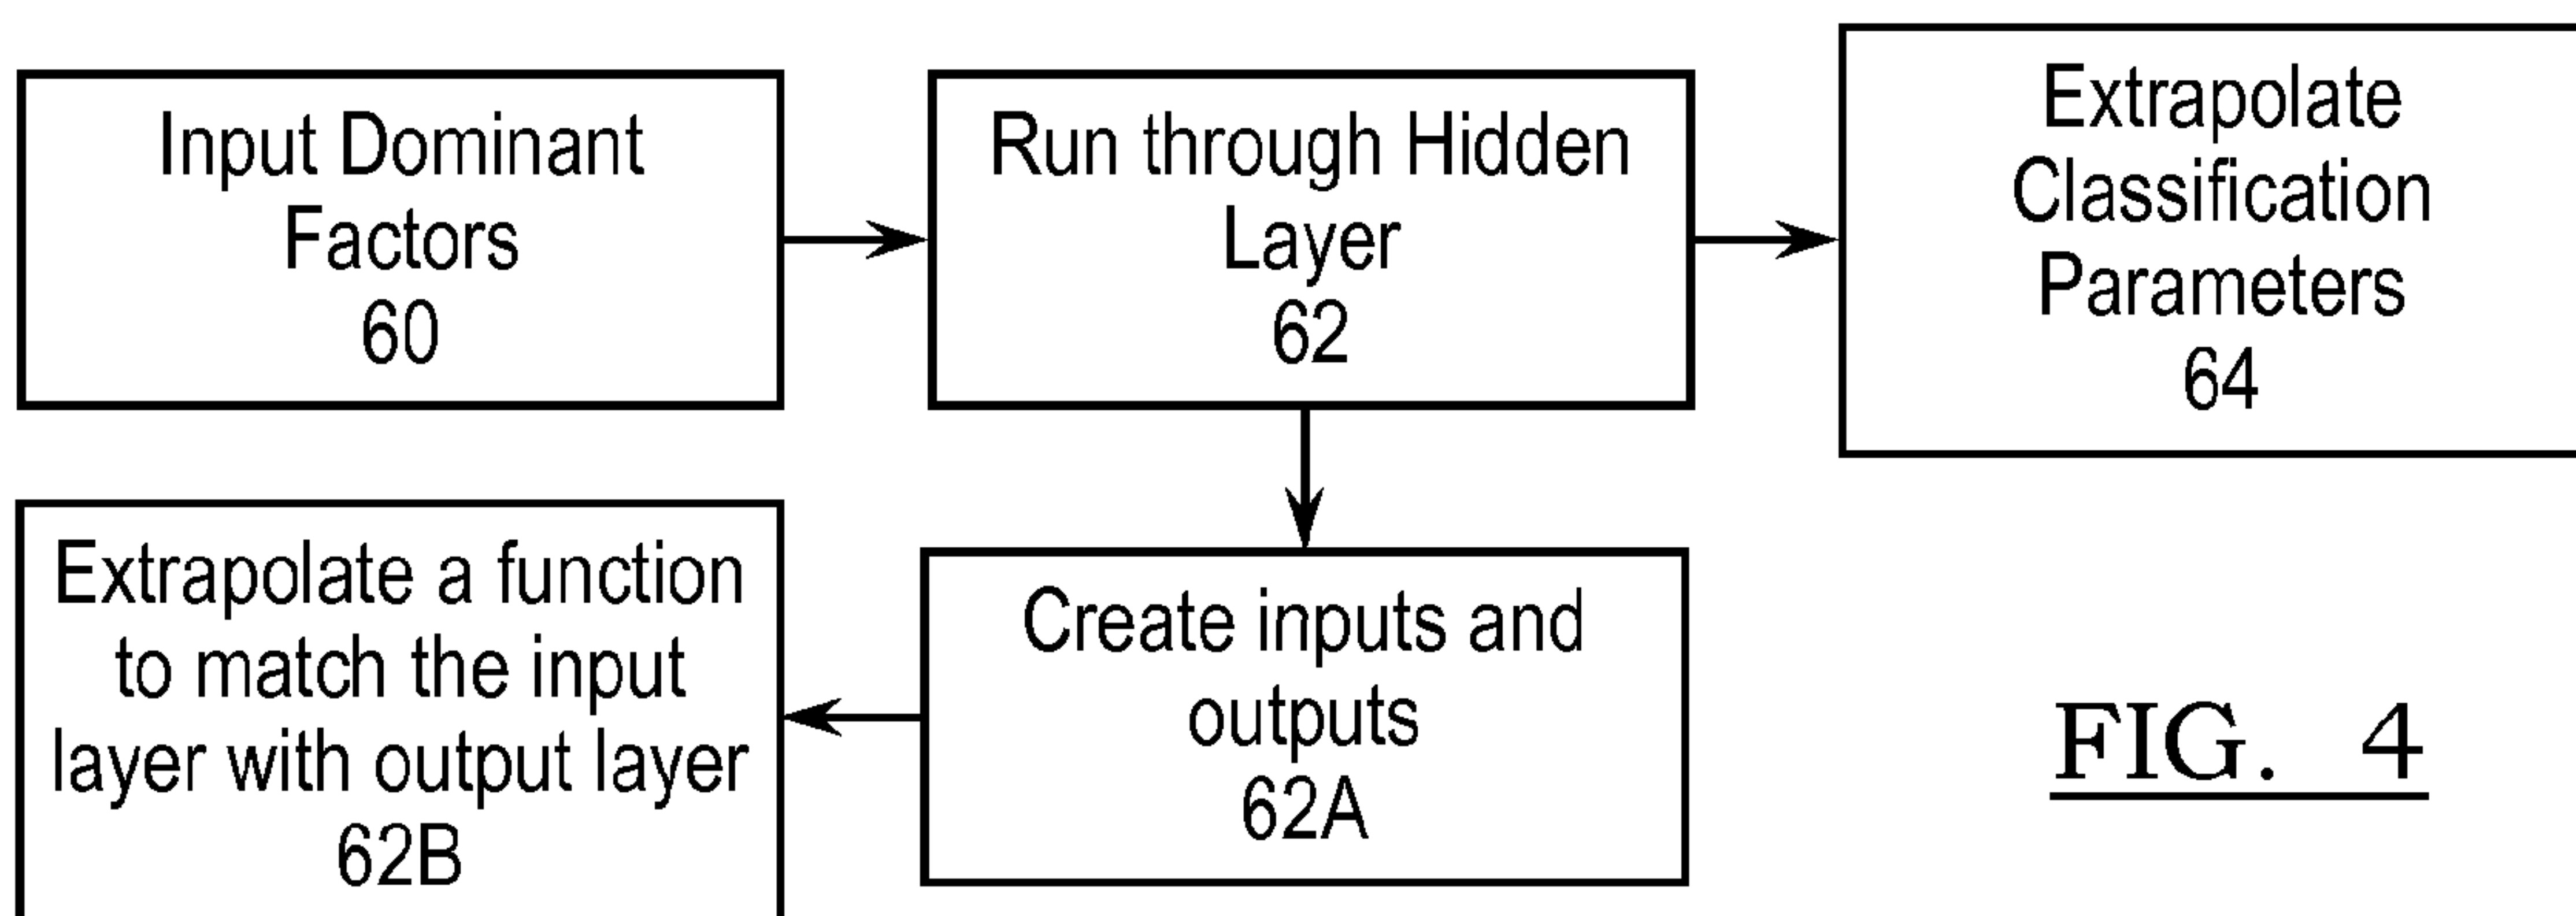 Input Dominant
Factors
60
Run through Hidden
Layer
62
Extrapolate
Classification
Parameters
64
Extrapolate a function
to match the input
layer with output layer
62B
Create inputs and
outputs
62A
FIG. 4